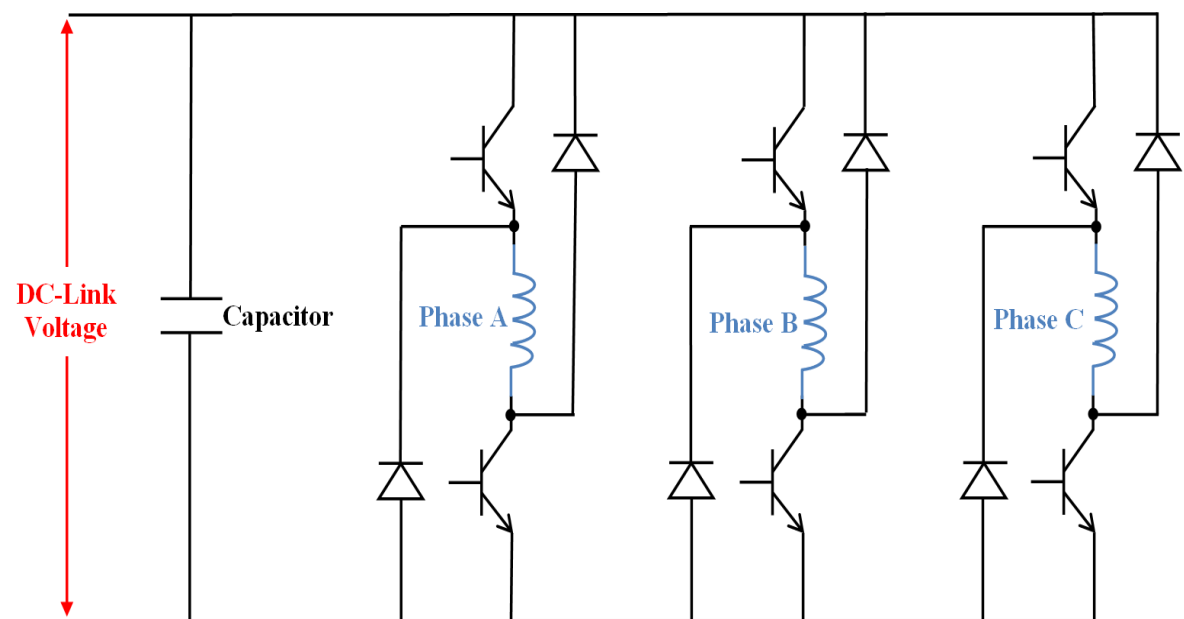 DC-Link
Voltage
Capacitor
Phase A
Phase B
Phase C